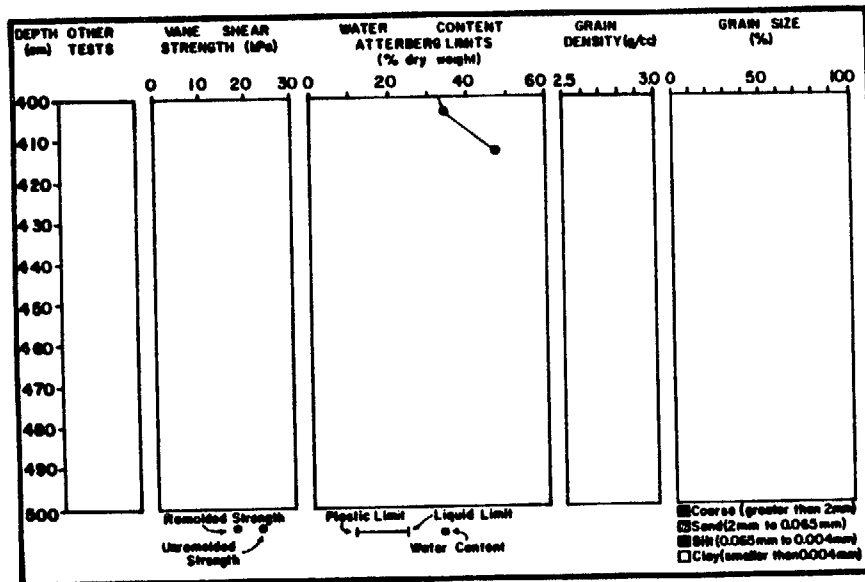 DEPTH OTHER VANE SHEAR WATER CONTENT GRAIN GRAIN SIZE
(cm) TESTS STRENGTH (kPa) ATTERBERG LIMITS DENSITY(g/cc) (%)
(% dry weight)
0 10 20 30 0 20 40 60 2.5 3.0 0 50 100
400
410
420
430
440
450
460
470
480
490
500
Remolded Strength
Unremolded
Strength
Plastic Limit Liquid Limit
Water Content
Coarse (greater than 2mm)
Sand (2mm to 0.065mm)
Silt (0.065mm to 0.004mm)
Clay (smaller than 0.004mm)